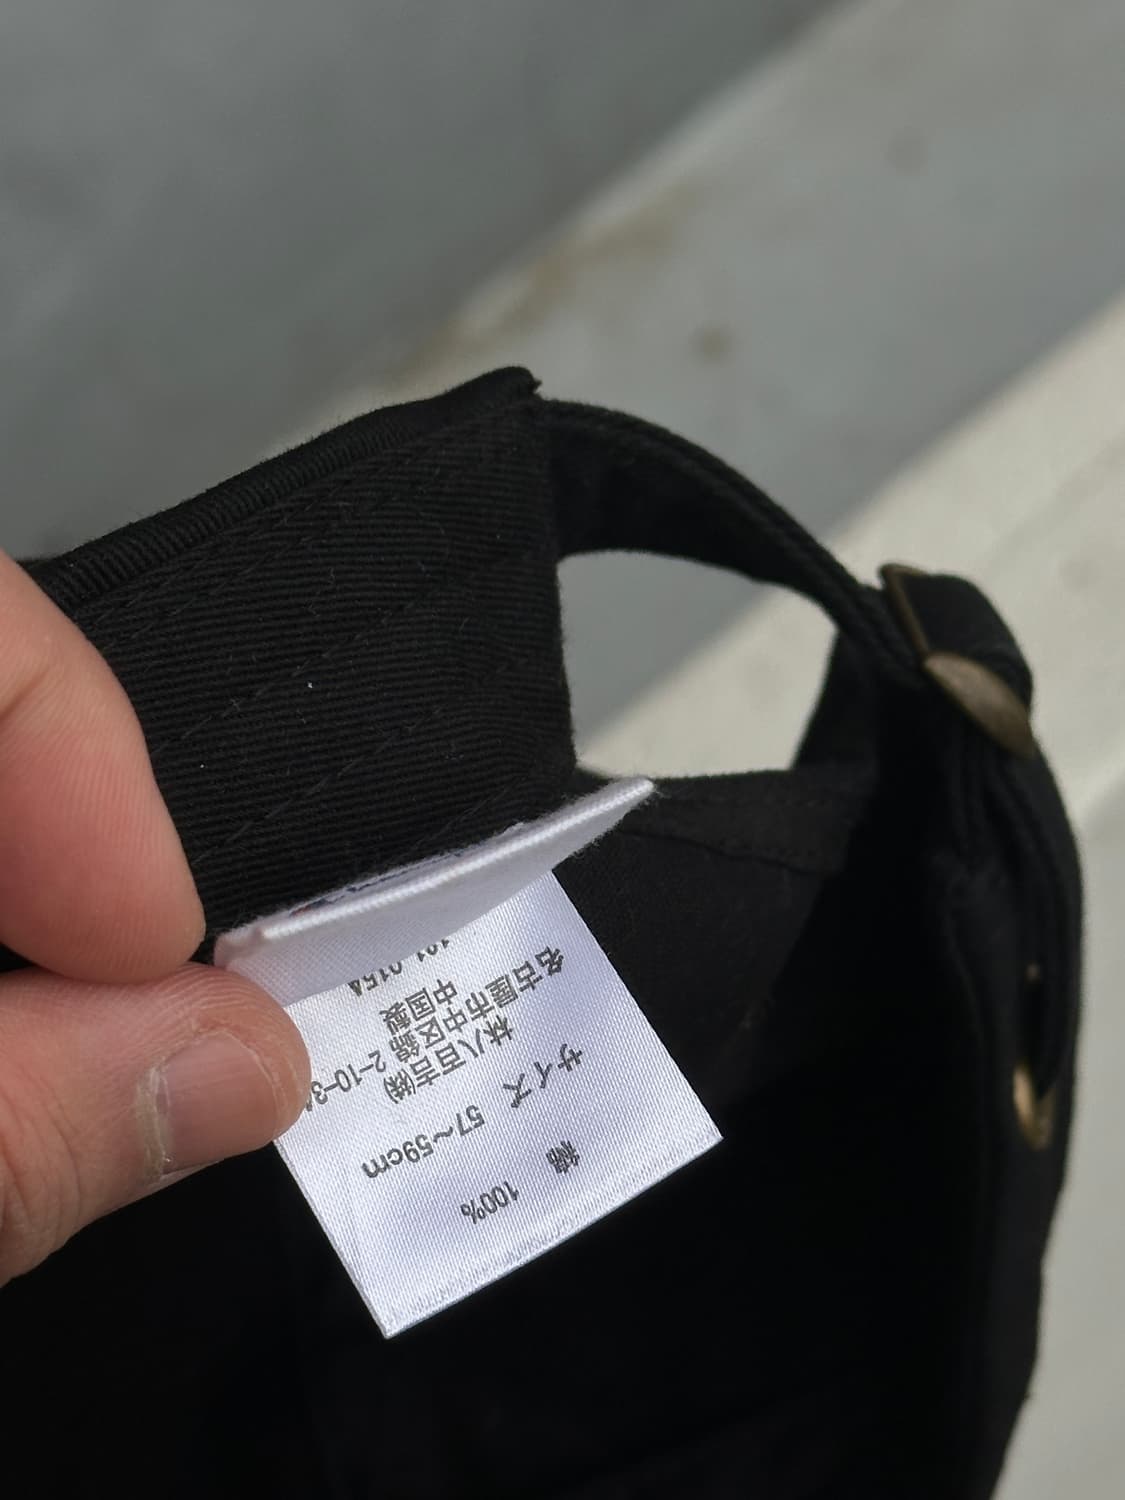 綿 100%
サイズ 57～59cm
林八百吉㈱
名古屋市中区錦 2-10-3
中国製